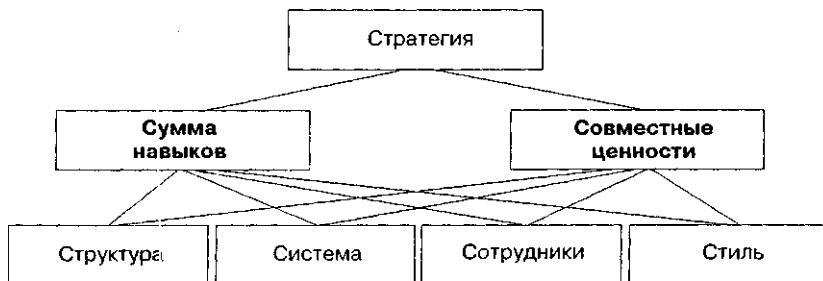 Стратегия
Сумма
навыков
Совместные
ценности
Структура
Система
Сотрудники
Стиль